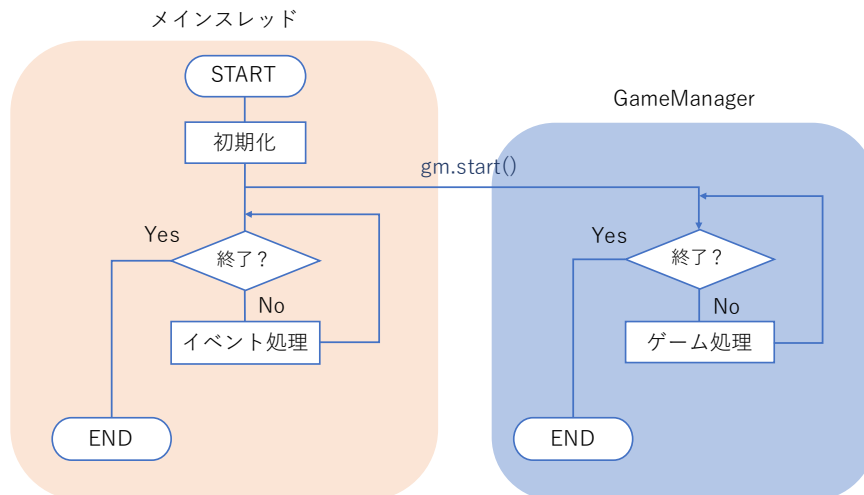 メインスレッド
START
初期化
Yes
終了？
No
イベント処理
END
gm.start()
GameManager
Yes
終了？
No
ゲーム処理
END